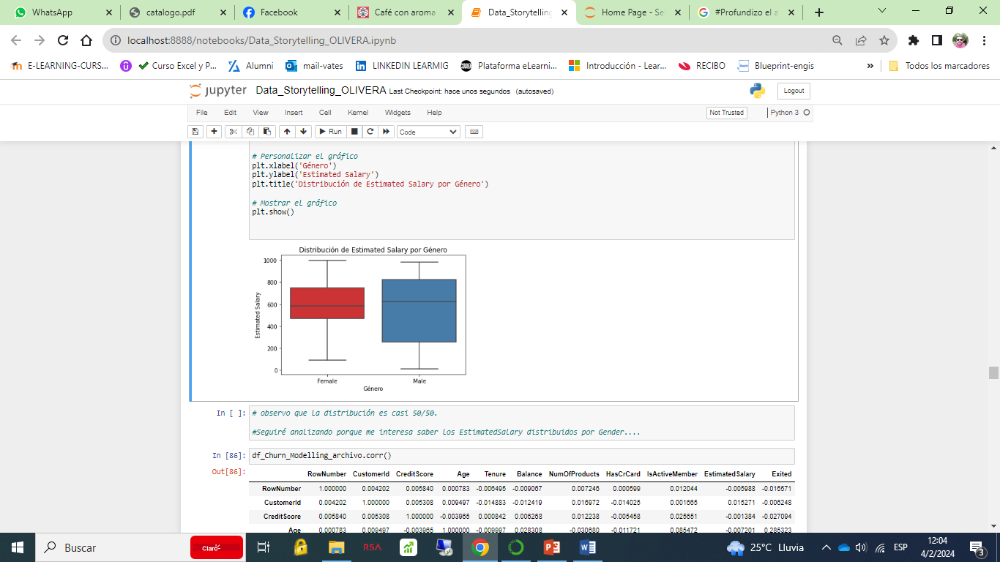 WhatsApp
catalogo.pdf
Facebook
Café con aroma
Data_Storytelling
Home Page - Se
#Profundizo el a
localhost:8888/notebooks/Data_Storytelling_OLIVERA.ipynb
E-LEARNING-CURS...
Curso Excel y P...
Alumni
mail-vates
LINKEDIN LEARMIG
Plataforma eLearni...
Introducción - Lear...
RECIBO
Blueprint-engis
»
Todos los marcadores
jupyter Data_Storytelling_OLIVERA Last Checkpoint: hace unos segundos (autosaved)
Logout
File Edit View Insert Cell Kernel Widgets Help
Not Trusted
Python 3
Run
Code
# Personalizar el gráfico
plt.xlabel('Género')
plt.ylabel('Estimated Salary')
plt.title('Distribución de Estimated Salary por Género')
# Mostrar el gráfico
plt.show()
Distribución de Estimated Salary por Género
1000
800
600
400
200
0
Estimated Salary
Female Male
Género
In [ ]: # observo que la distribución es casi 50/50.
#Seguiré analizando porque me interesa saber los EstimatedSalary distribuidos por Gender....
In [86]: df_Churn_Modelling_archivo.corr()
Out[86]:
RowNumber CustomerId CreditScore Age Tenure Balance NumOfProducts HasCrCard IsActiveMember EstimatedSalary Exited
RowNumber 1.000000 0.004202 0.005840 0.000783 -0.006495 -0.009067 0.007246 0.000599 0.012044 -0.005988 -0.016571
CustomerId 0.004202 1.000000 0.005308 0.009497 -0.014883 -0.012419 0.016972 -0.014025 0.001665 0.015271 -0.006248
CreditScore 0.005840 0.005308 1.000000 -0.003965 0.000842 0.006268 0.012238 -0.005458 0.025651 -0.001384 -0.027094
Age 0.000783 0.009497 -0.003965 1.000000 -0.009997 0.028308 -0.030680 -0.011721 0.085472 -0.007201 0.285323
Buscar
Claro
RSA
25°C Lluvia
ESP
12:04
4/2/2024
3